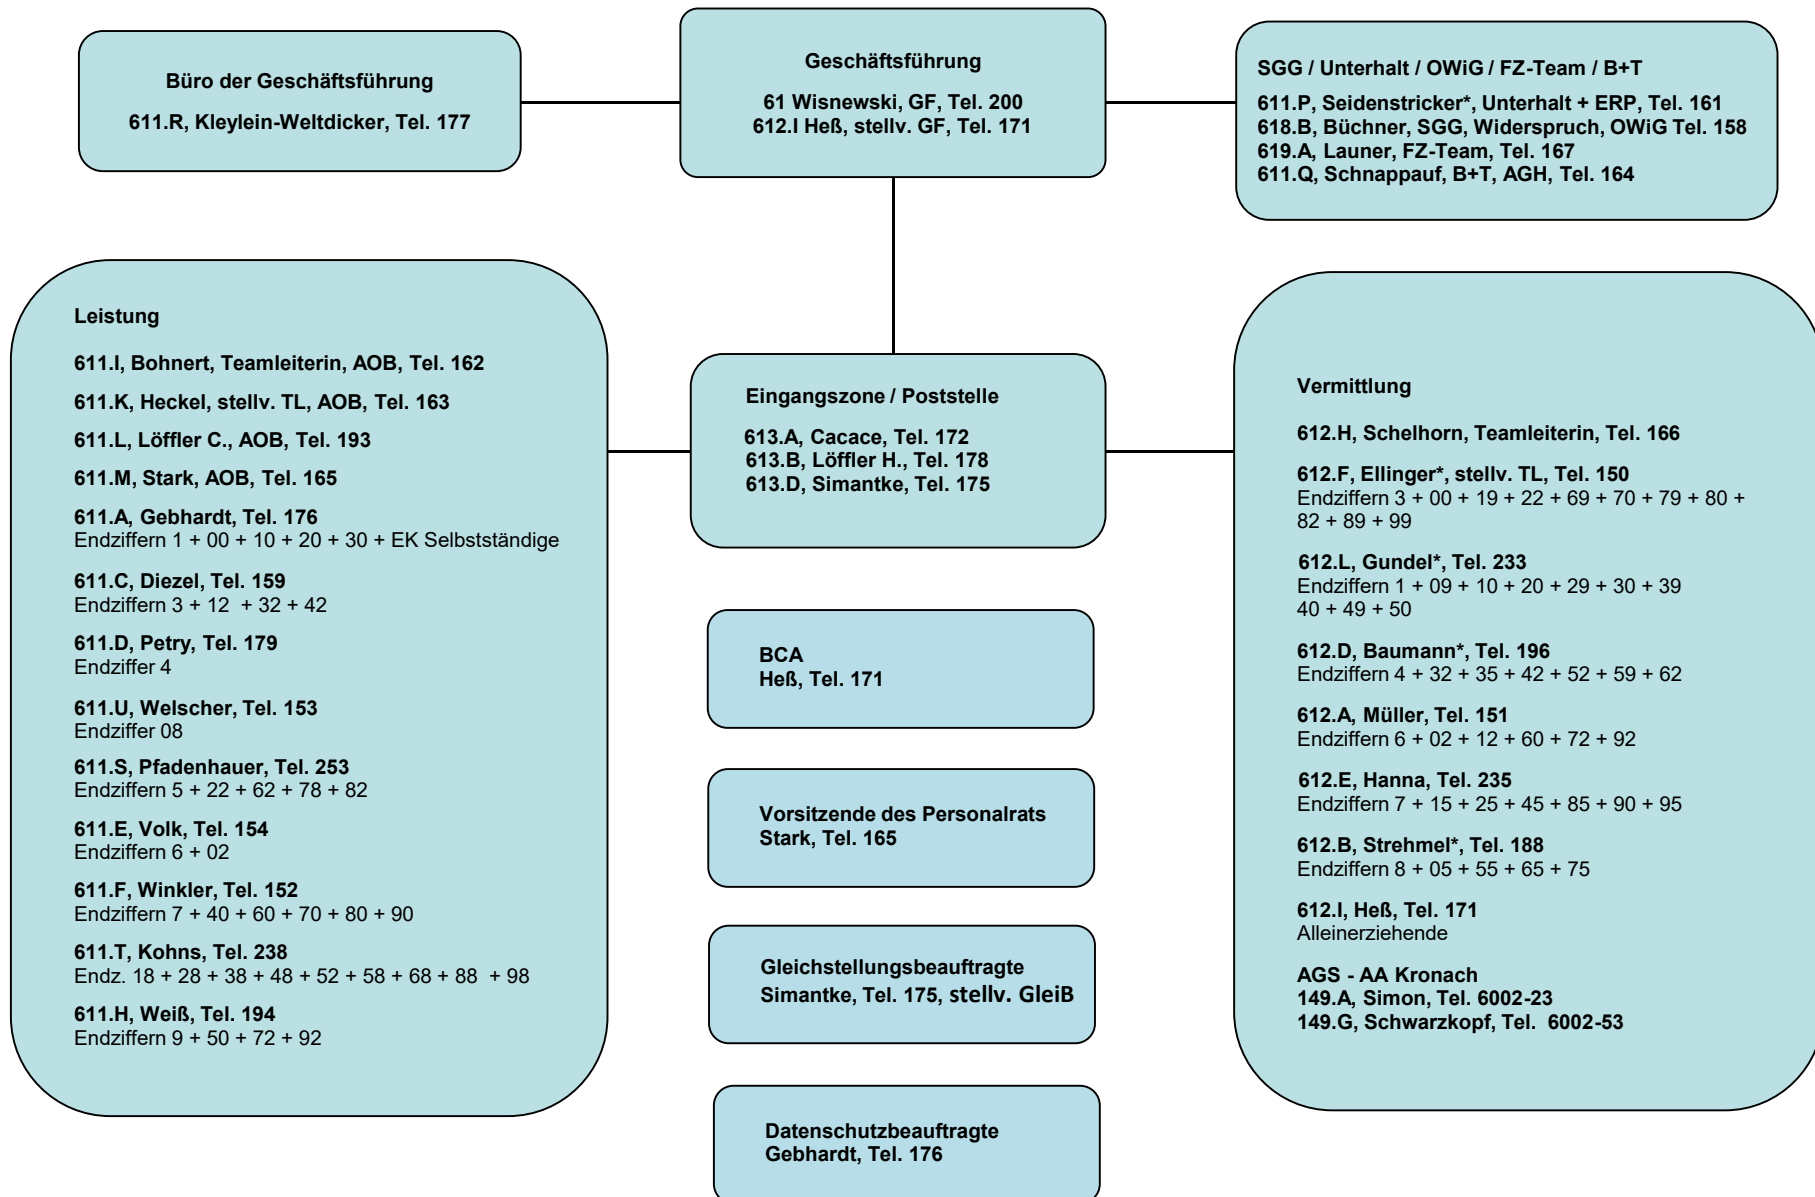 Büro der Geschäftsführung
611.R, Kleylein-Weltdicker, Tel. 177
Geschäftsführung
61 Wisnewski, GF, Tel. 200
612.I Heß, stellv. GF, Tel. 171
SGG / Unterhalt / OWiG / FZ-Team / B+T
611.P, Seidenstricker*, Unterhalt + ERP, Tel. 161
618.B, Büchner, SGG, Widerspruch, OWiG Tel. 158
619.A, Launer, FZ-Team, Tel. 167
611.Q, Schnappauf, B+T, AGH, Tel. 164
Leistung
611.I, Bohnert, Teamleiterin, AOB, Tel. 162
611.K, Heckel, stellv. TL, AOB, Tel. 163
611.L, Löffler C., AOB, Tel. 193
611.M, Stark, AOB, Tel. 165
611.A, Gebhardt, Tel. 176
Endziffern 1 + 00 + 10 + 20 + 30 + EK Selbstständige
611.C, Diezel, Tel. 159
Endziffern 3 + 12 + 32 + 42
611.D, Petry, Tel. 179
Endziffer 4
611.U, Welscher, Tel. 153
Endziffer 08
611.S, Pfadenhauer, Tel. 253
Endziffern 5 + 22 + 62 + 78 + 82
611.E, Volk, Tel. 154
Endziffern 6 + 02
611.F, Winkler, Tel. 152
Endziffern 7 + 40 + 60 + 70 + 80 + 90
611.T, Kohns, Tel. 238
Endz. 18 + 28 + 38 + 48 + 52 + 58 + 68 + 88 + 98
611.H, Weiß, Tel. 194
Endziffern 9 + 50 + 72 + 92
Eingangszone / Poststelle
613.A, Cacace, Tel. 172
613.B, Löffler H., Tel. 178
613.D, Simantke, Tel. 175
BCA
Heß, Tel. 171
Vorsitzende des Personalrats
Stark, Tel. 165
Gleichstellungsbeauftragte
Simantke, Tel. 175, stellv. GleiB
Datenschutzbeauftragte
Gebhardt, Tel. 176
Vermittlung
612.H, Schelhorn, Teamleiterin, Tel. 166
612.F, Ellinger*, stellv. TL, Tel. 150
Endziffern 3 + 00 + 19 + 22 + 69 + 70 + 79 + 80 +
82 + 89 + 99
612.L, Gundel*, Tel. 233
Endziffern 1 + 09 + 10 + 20 + 29 + 30 + 39
40 + 49 + 50
612.D, Baumann*, Tel. 196
Endziffern 4 + 32 + 35 + 42 + 52 + 59 + 62
612.A, Müller, Tel. 151
Endziffern 6 + 02 + 12 + 60 + 72 + 92
612.E, Hanna, Tel. 235
Endziffern 7 + 15 + 25 + 45 + 85 + 90 + 95
612.B, Strehmel*, Tel. 188
Endziffern 8 + 05 + 55 + 65 + 75
612.I, Heß, Tel. 171
Alleinerziehende
AGS - AA Kronach
149.A, Simon, Tel. 6002-23
149.G, Schwarzkopf, Tel. 6002-53